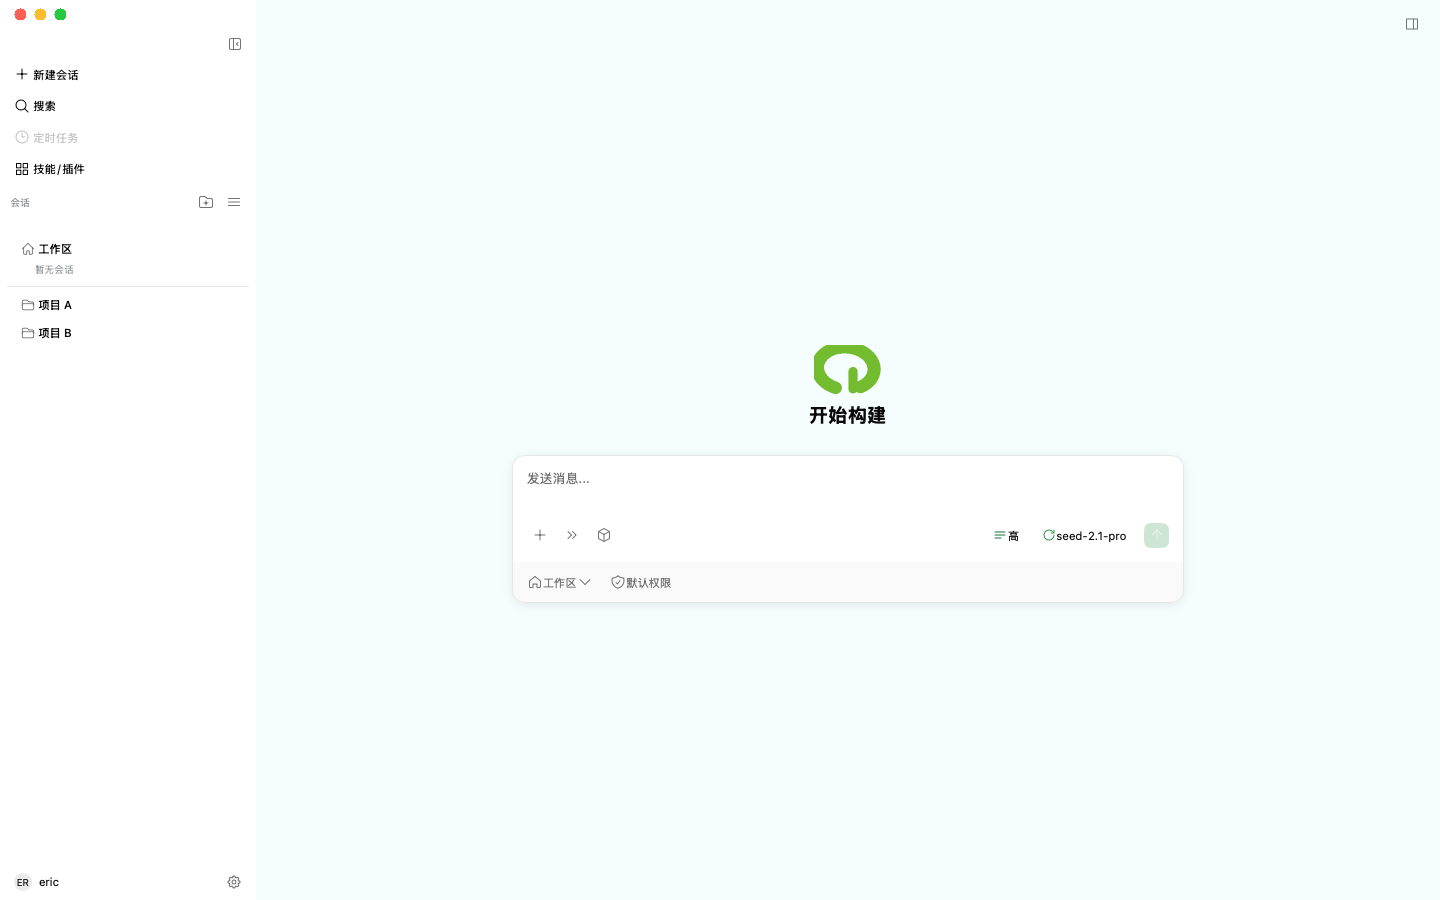 新建会话
搜索
定时任务
技能/插件
会话
工作区
暂无会话
项目 A
项目 B
开始构建
发送消息...
高
seed-2.1-pro
工作区
默认权限
ER
eric